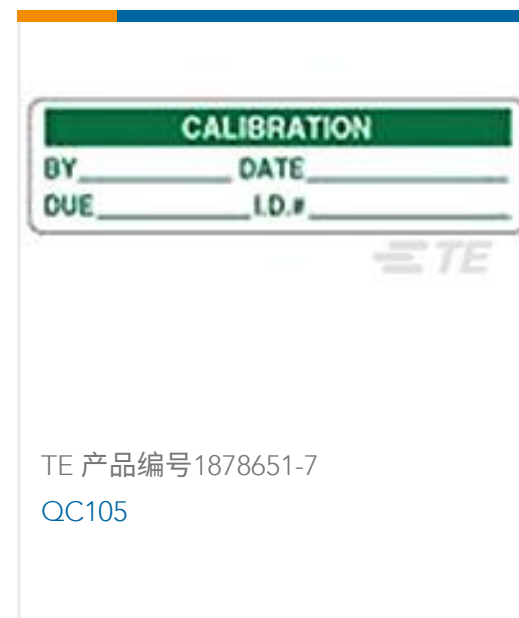 CALIBRATION
BY DATE
DUE I.D.#
TE
TE 产品编号1878651-7
QC105